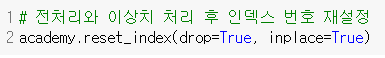 1 # 전처리와 이상치 처리 후 인덱스 번호 재설정
2 academy.reset_index(drop=True, inplace=True)